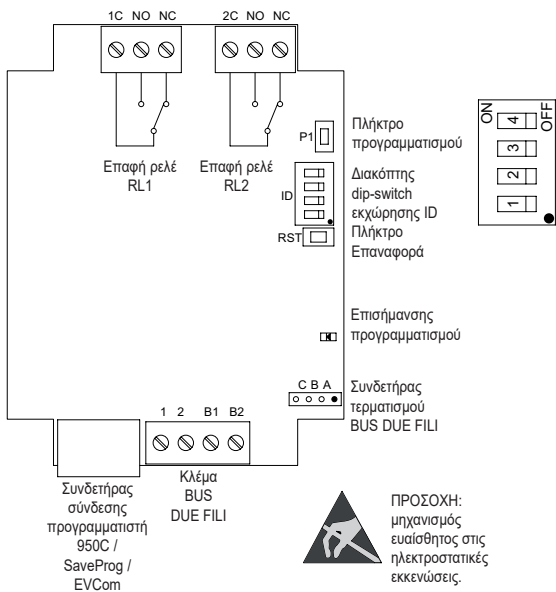 1C NO NC
2C NO NC
Επαφή ρελέ
RL1
Επαφή ρελέ
RL2
P1
Πλήκτρο
προγραμματισμού
ID
Διακόπτης
dip-switch
εκχώρησης ID
RST
Πλήκτρο
Επαναφορά
ON
OFF
4
3
2
1
Επισήμανσης
προγραμματισμού
C B A
Συνδετήρας
τερματισμού
BUS DUE FILI
1 2 B1 B2
Κλέμα
BUS
DUE FILI
Συνδετήρας
σύνδεσης
προγραμματιστή
950C /
SaveProg /
EVCom
ΠΡΟΣΟΧΗ:
μηχανισμός
ευαίσθητος στις
ηλεκτροστατικές
εκκενώσεις.